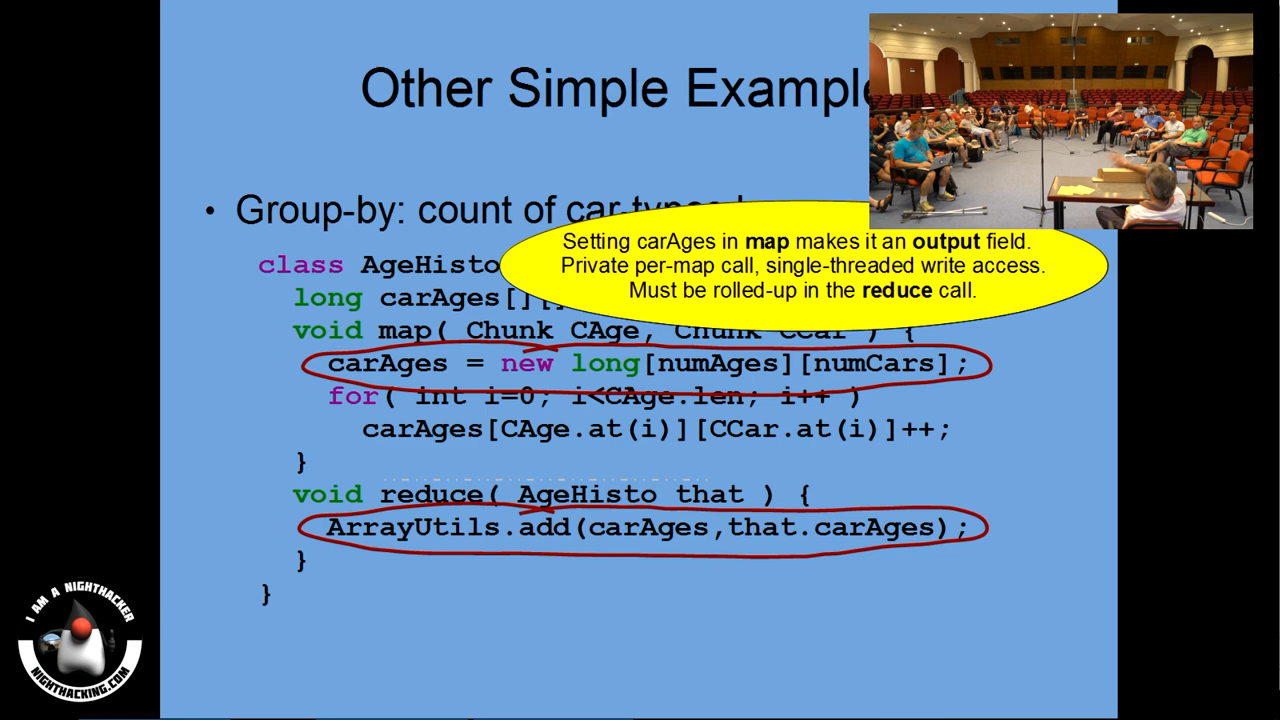 Other Simple
• Group-by: count of
Setting carAges in map makes it an output field.
Private per-map call, single-threaded write access.
Must be rolled-up in the reduce call.
class AgeHisto
long carAges[][]
void map( Chunk CAge, Chunk CCar ) {
carAges = new long[numAges][numCars];
for( int i=0; i<CAge.len; i++ )
carAges[CAge.at(i)][CCar.at(i)]++;
}
void reduce( AgeHisto that ) {
ArrayUtils.add(carAges,that.carAges);
}
}
I AM A NIGHTHACKER
NIGHTHACKING.COM